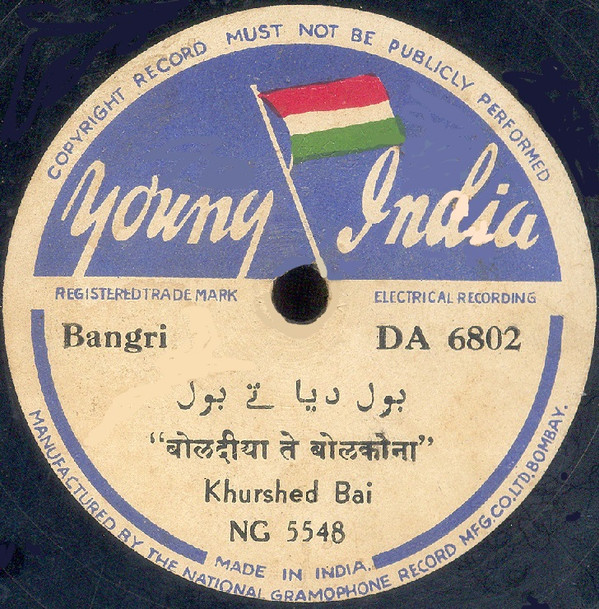 COPYRIGHT RECORD MUST NOT BE PUBLICLY PERFORMED
Young India
REGISTERED TRADE MARK ELECTRICAL RECORDING
Bangri DA 6802
بول دیا تے بول
“बोलदीया ते बोलकोना”
Khurshed Bai
NG 5548
MADE IN INDIA.
MANUFACTURED BY THE NATIONAL GRAMOPHONE RECORD MFG.CO.LTD.BOMBAY.